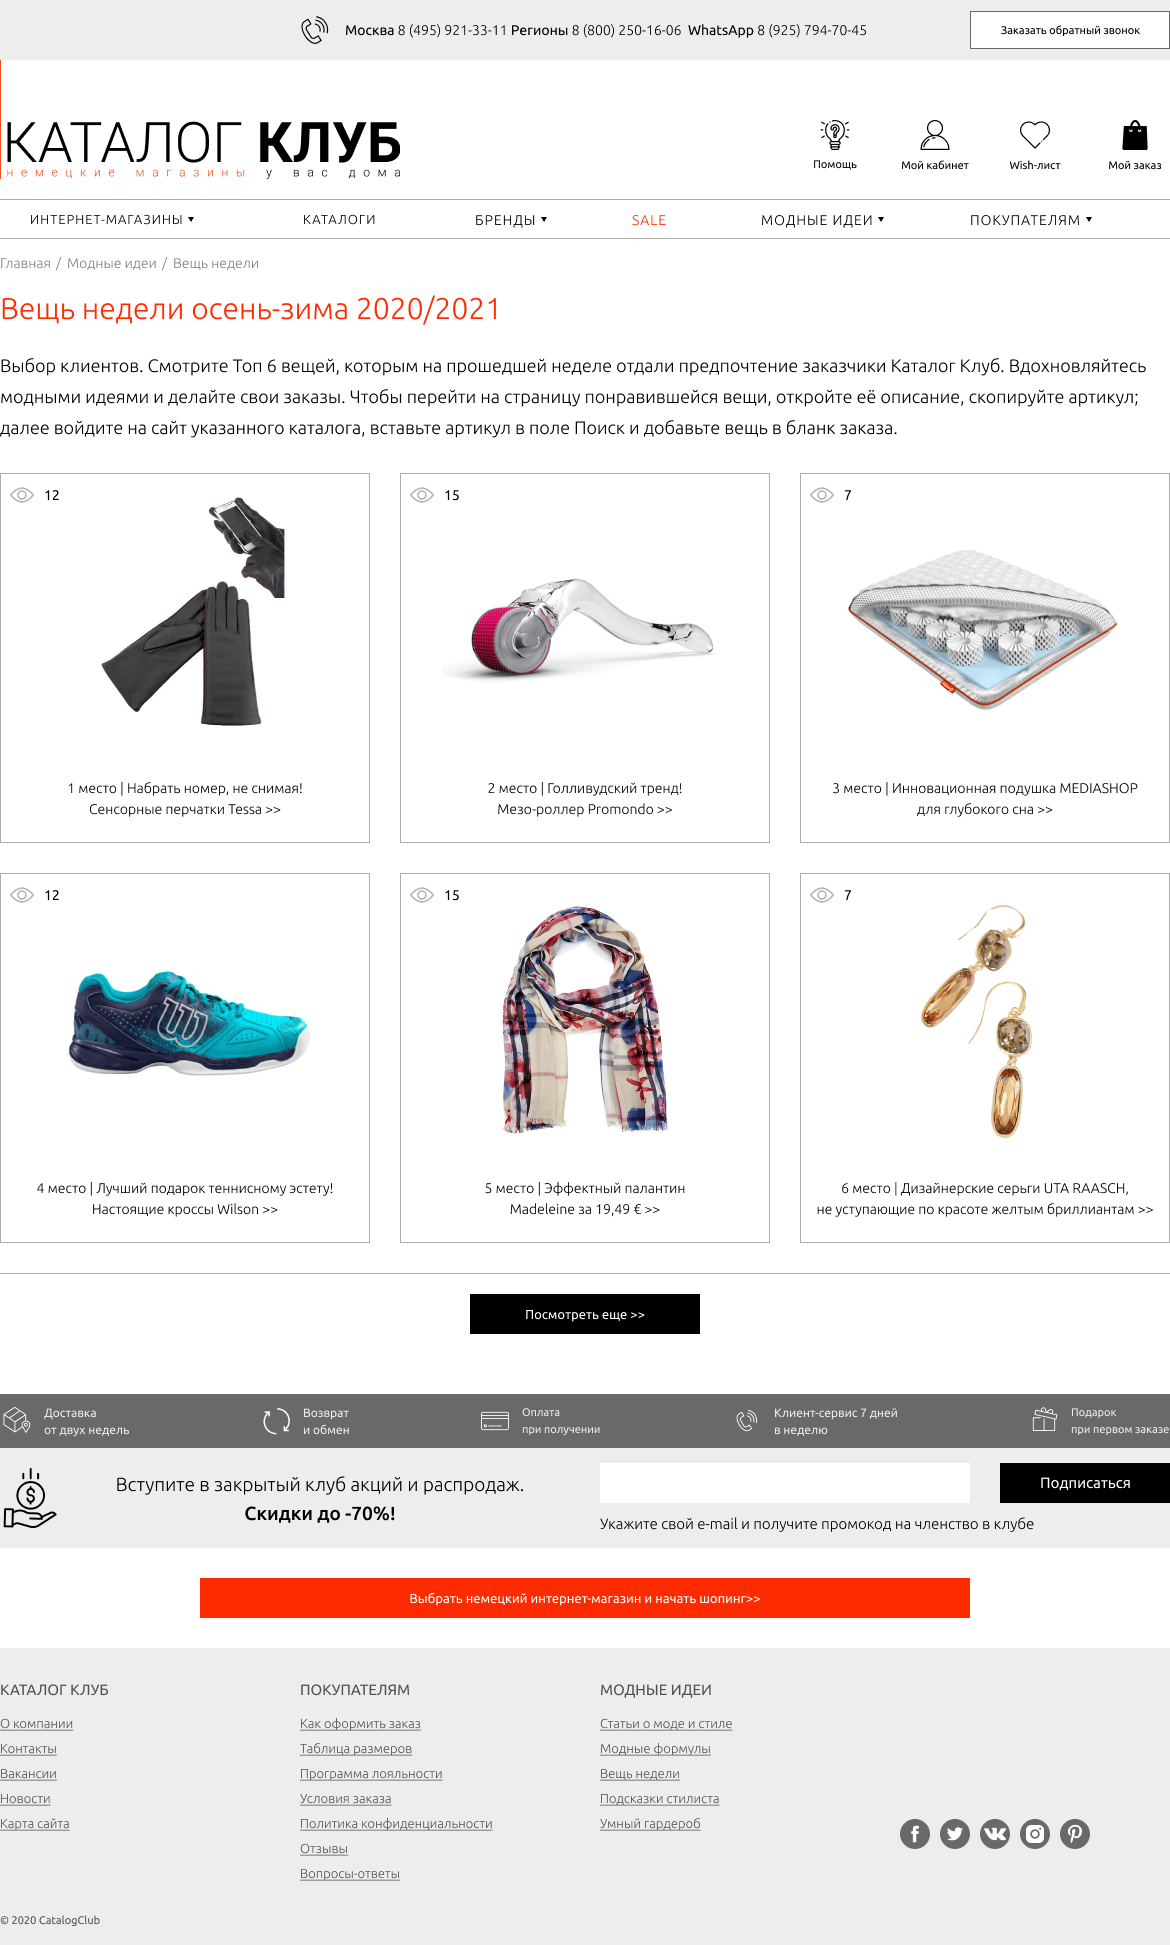 Москва 8 (495) 921-33-11 Регионы 8 (800) 250-16-06 WhatsApp 8 (925) 794-70-45
Заказать обратный звонок
КАТАЛОГ КЛУБ
немецкие магазины у вас дома
Помощь
Мой кабинет
Wish-лист
Мой заказ
ИНТЕРНЕТ-МАГАЗИНЫ
КАТАЛОГИ
БРЕНДЫ
SALE
МОДНЫЕ ИДЕИ
ПОКУПАТЕЛЯМ
Главная / Модные идеи / Вещь недели
Вещь недели осень-зима 2020/2021
Выбор клиентов. Смотрите Топ 6 вещей, которым на прошедшей неделе отдали предпочтение заказчики Каталог Клуб. Вдохновляйтесь
модными идеями и делайте свои заказы. Чтобы перейти на страницу понравившейся вещи, откройте её описание, скопируйте артикул;
далее войдите на сайт указанного каталога, вставьте артикул в поле Поиск и добавьте вещь в бланк заказа.
12
1 место | Набрать номер, не снимая!
Сенсорные перчатки Tessa >>
15
2 место | Голливудский тренд!
Мезо-роллер Promondo >>
7
3 место | Инновационная подушка MEDIASHOP
для глубокого сна >>
12
4 место | Лучший подарок теннисному эстету!
Настоящие кроссы Wilson >>
15
5 место | Эффектный палантин
Madeleine за 19,49 € >>
7
6 место | Дизайнерские серьги UTA RAASCH,
не уступающие по красоте желтым бриллиантам >>
Посмотреть еще >>
Доставка
от двух недель
Возврат
и обмен
Оплата
при получении
Клиент-сервис 7 дней
в неделю
Подарок
при первом заказе
Вступите в закрытый клуб акций и распродаж.
Скидки до -70%!
Подписаться
Укажите свой e-mail и получите промокод на членство в клубе
Выбрать немецкий интернет-магазин и начать шопинг>>
КАТАЛОГ КЛУБ
О компании
Контакты
Вакансии
Новости
Карта сайта
ПОКУПАТЕЛЯМ
Как оформить заказ
Таблица размеров
Программа лояльности
Условия заказа
Политика конфиденциальности
Отзывы
Вопросы-ответы
МОДНЫЕ ИДЕИ
Статьи о моде и стиле
Модные формулы
Вещь недели
Подсказки стилиста
Умный гардероб
© 2020 CatalogClub